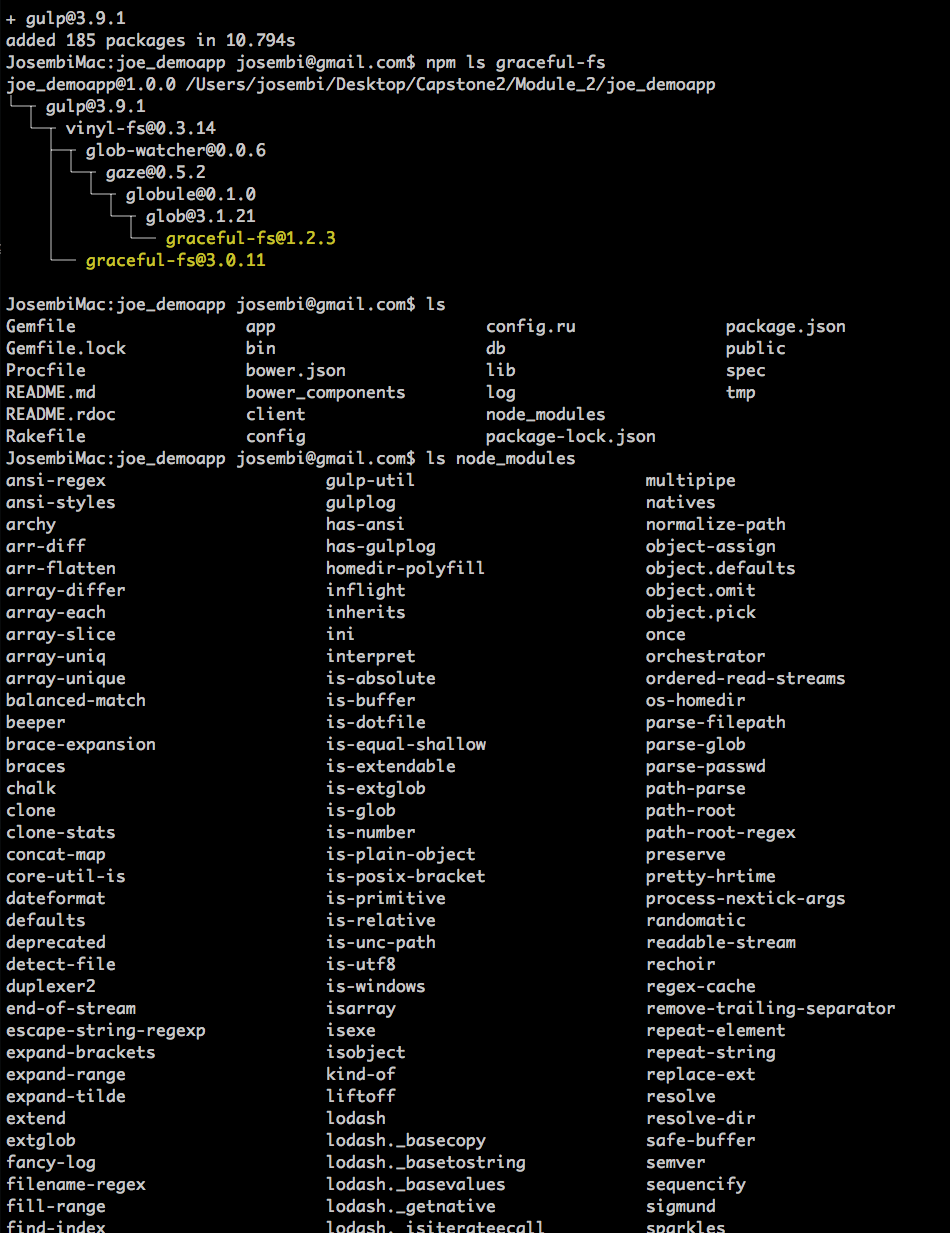 + gulp@3.9.1
added 185 packages in 10.794s
JosembiMac:joe_demoapp josembi@gmail.com$ npm ls graceful-fs
joe_demoapp@1.0.0 /Users/josembi/Desktop/Capstone2/Module_2/joe_demoapp
└─┬ gulp@3.9.1
  └─┬ vinyl-fs@0.3.14
    ├─┬ glob-watcher@0.0.6
    │ └─┬ gaze@0.5.2
    │   └─┬ globule@0.1.0
    │     └─┬ glob@3.1.21
    │       └── graceful-fs@1.2.3
    └── graceful-fs@3.0.11
JosembiMac:joe_demoapp josembi@gmail.com$ ls
Gemfile app config.ru package.json
Gemfile.lock bin db public
Procfile bower.json lib spec
README.md bower_components log tmp
README.rdoc client node_modules
Rakefile config package-lock.json
JosembiMac:joe_demoapp josembi@gmail.com$ ls node_modules
ansi-regex gulp-util multipipe
ansi-styles gulplog natives
archy has-ansi normalize-path
arr-diff has-gulplog object-assign
arr-flatten homedir-polyfill object.defaults
array-differ inflight object.omit
array-each inherits object.pick
array-slice ini once
array-uniq interpret orchestrator
array-unique is-absolute ordered-read-streams
balanced-match is-buffer os-homedir
beeper is-dotfile parse-filepath
brace-expansion is-equal-shallow parse-glob
braces is-extendable parse-passwd
chalk is-extglob path-parse
clone is-glob path-root
clone-stats is-number path-root-regex
concat-map is-plain-object preserve
core-util-is is-posix-bracket pretty-hrtime
dateformat is-primitive process-nextick-args
defaults is-relative randomatic
deprecated is-unc-path readable-stream
detect-file is-utf8 rechoir
duplexer2 is-windows regex-cache
end-of-stream isarray remove-trailing-separator
escape-string-regexp isexe repeat-element
expand-brackets isobject repeat-string
expand-range kind-of replace-ext
expand-tilde liftoff resolve
extend lodash resolve-dir
extglob lodash._basecopy safe-buffer
fancy-log lodash._basetostring semver
filename-regex lodash._basevalues sequencify
fill-range lodash._getnative sigmund
find-index lodash._isiterateecall sparkles